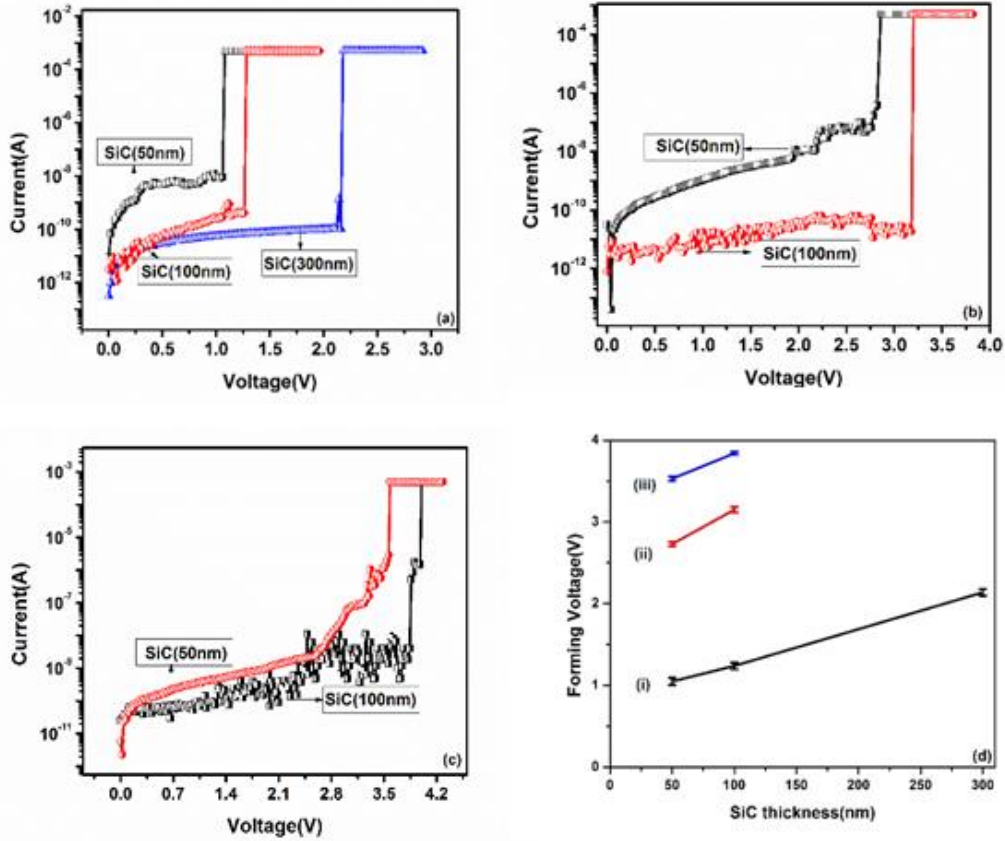 10⁻²
10⁻⁴
10⁻⁶
10⁻⁸
10⁻¹⁰
10⁻¹²
Current(A)
SiC(50nm)
SiC(100nm)
SiC(300nm)
(a)
0.0 0.5 1.0 1.5 2.0 2.5 3.0
Voltage(V)
10⁻⁴
10⁻⁶
10⁻⁸
10⁻¹⁰
10⁻¹²
Current(A)
SiC(50nm)
SiC(100nm)
(b)
0.0 0.5 1.0 1.5 2.0 2.5 3.0 3.5 4.0
Voltage(V)
10⁻³
10⁻⁵
10⁻⁷
10⁻⁹
10⁻¹¹
Current(A)
SiC(50nm)
SiC(100nm)
(c)
0.0 0.7 1.4 2.1 2.8 3.5 4.2
Voltage(V)
4
3
2
1
0
Forming Voltage(V)
(iii)
(ii)
(i)
(d)
50 100 150 200 250 300
SiC thickness(nm)